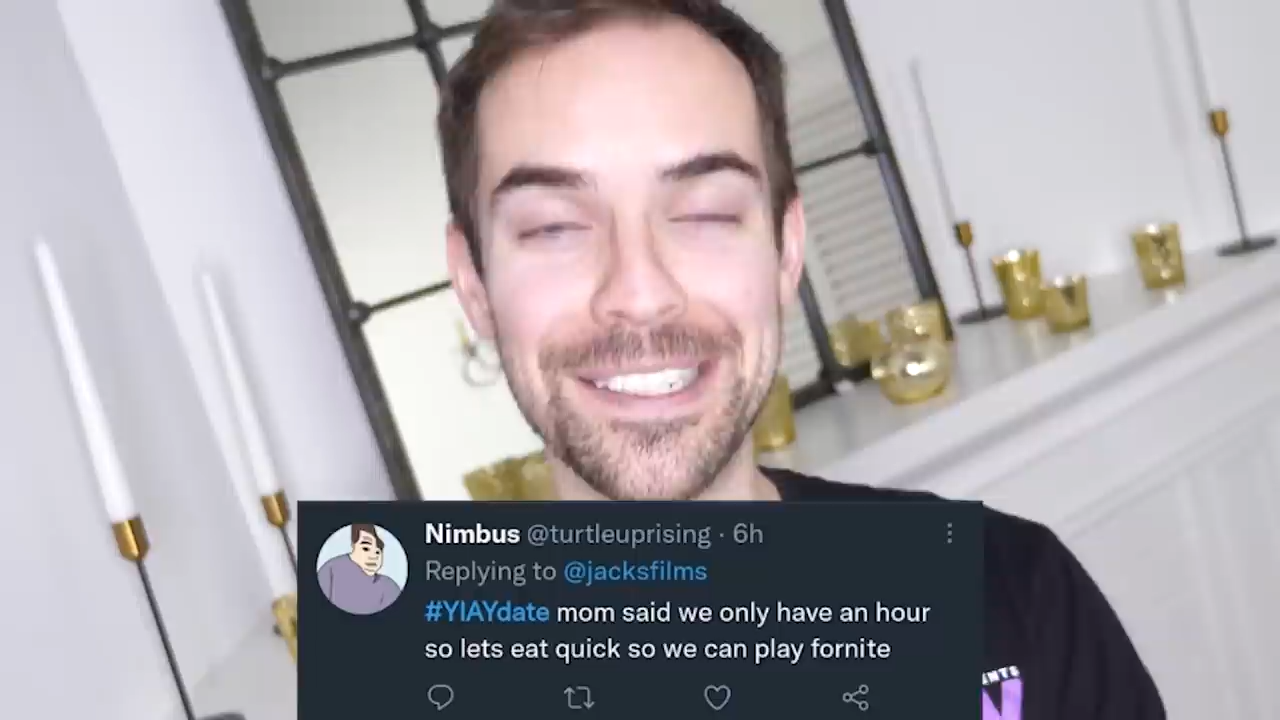 Nimbus @turtleuprising · 6h
Replying to @jacksfilms
#YIAYdate mom said we only have an hour
so lets eat quick so we can play fornite